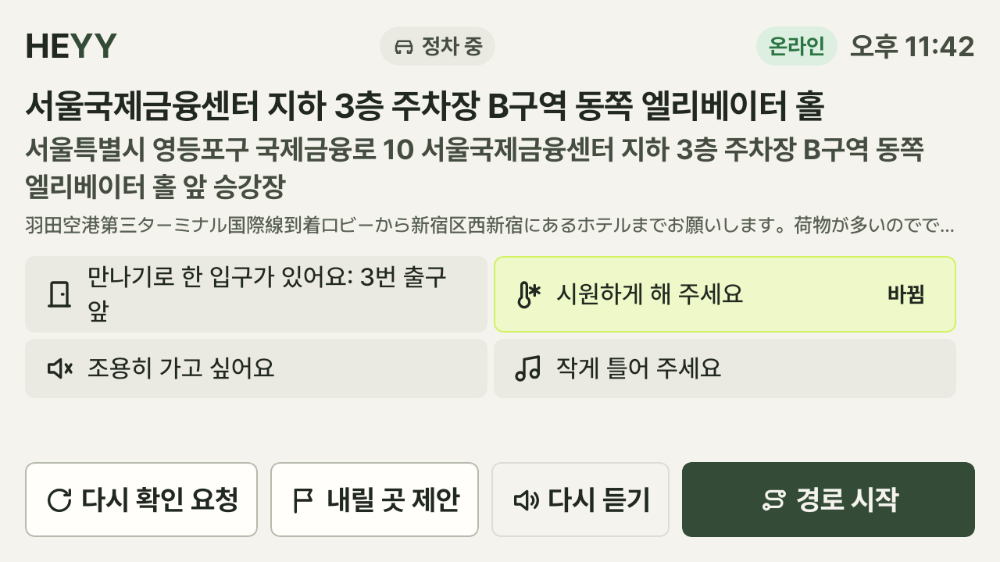 HEYY
정차 중
온라인
오후 11:42
서울국제금융센터 지하 3층 주차장 B구역 동쪽 엘리베이터 홀
서울특별시 영등포구 국제금융로 10 서울국제금융센터 지하 3층 주차장 B구역 동쪽
엘리베이터 홀 앞 승강장
羽田空港第三ターミナル国際線到着ロビーから新宿区西新宿にあるホテルまでお願いします。荷物が多いのでで…
만나기로 한 입구가 있어요: 3번 출구
앞
시원하게 해 주세요
바뀜
조용히 가고 싶어요
작게 틀어 주세요
다시 확인 요청
내릴 곳 제안
다시 듣기
경로 시작